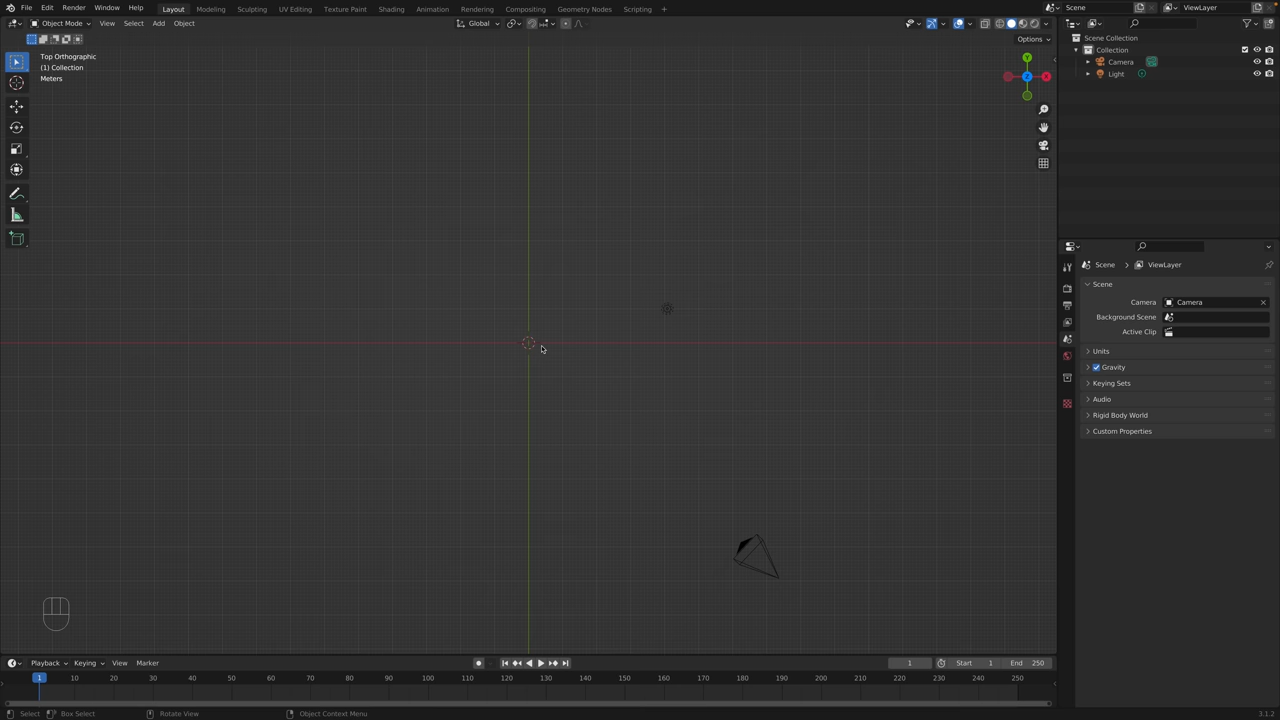 File Edit Render Window Help Layout Modeling Sculpting UV Editing Texture Paint Shading Animation Rendering Compositing Geometry Nodes Scripting + Scene ViewLayer
Object Mode View Select Add Object Global
Options
Top Orthographic
(1) Collection
Meters
Y
Z
X
Scene Collection
Collection
Camera
Light
Scene > ViewLayer
Scene
Camera Camera
Background Scene
Active Clip
Units
Gravity
Keying Sets
Audio
Rigid Body World
Custom Properties
Playback Keying View Marker 1 Start 1 End 250
1 10 20 30 40 50 60 70 80 90 100 110 120 130 140 150 160 170 180 190 200 210 220 230 240 250
Select Box Select Rotate View Object Context Menu 3.1.2